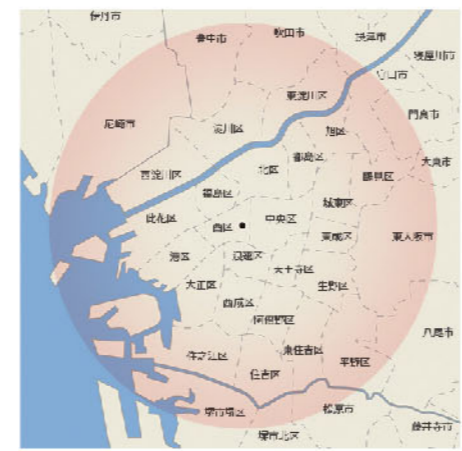 伊丹市
豊中市
吹田市
摂津市
寝屋川市
守口市
東淀川区
門真市
尼崎市
淀川区
旭区
都島区
大東市
北区
西淀川区
鶴見区
福島区
城東区
此花区
中央区
西区
東成区
東大阪市
港区
浪速区
天王寺区
大正区
生野区
西成区
阿倍野区
八尾市
住之江区
東住吉区
平野区
住吉区
堺市堺区
松原市
藤井寺市
堺市北区